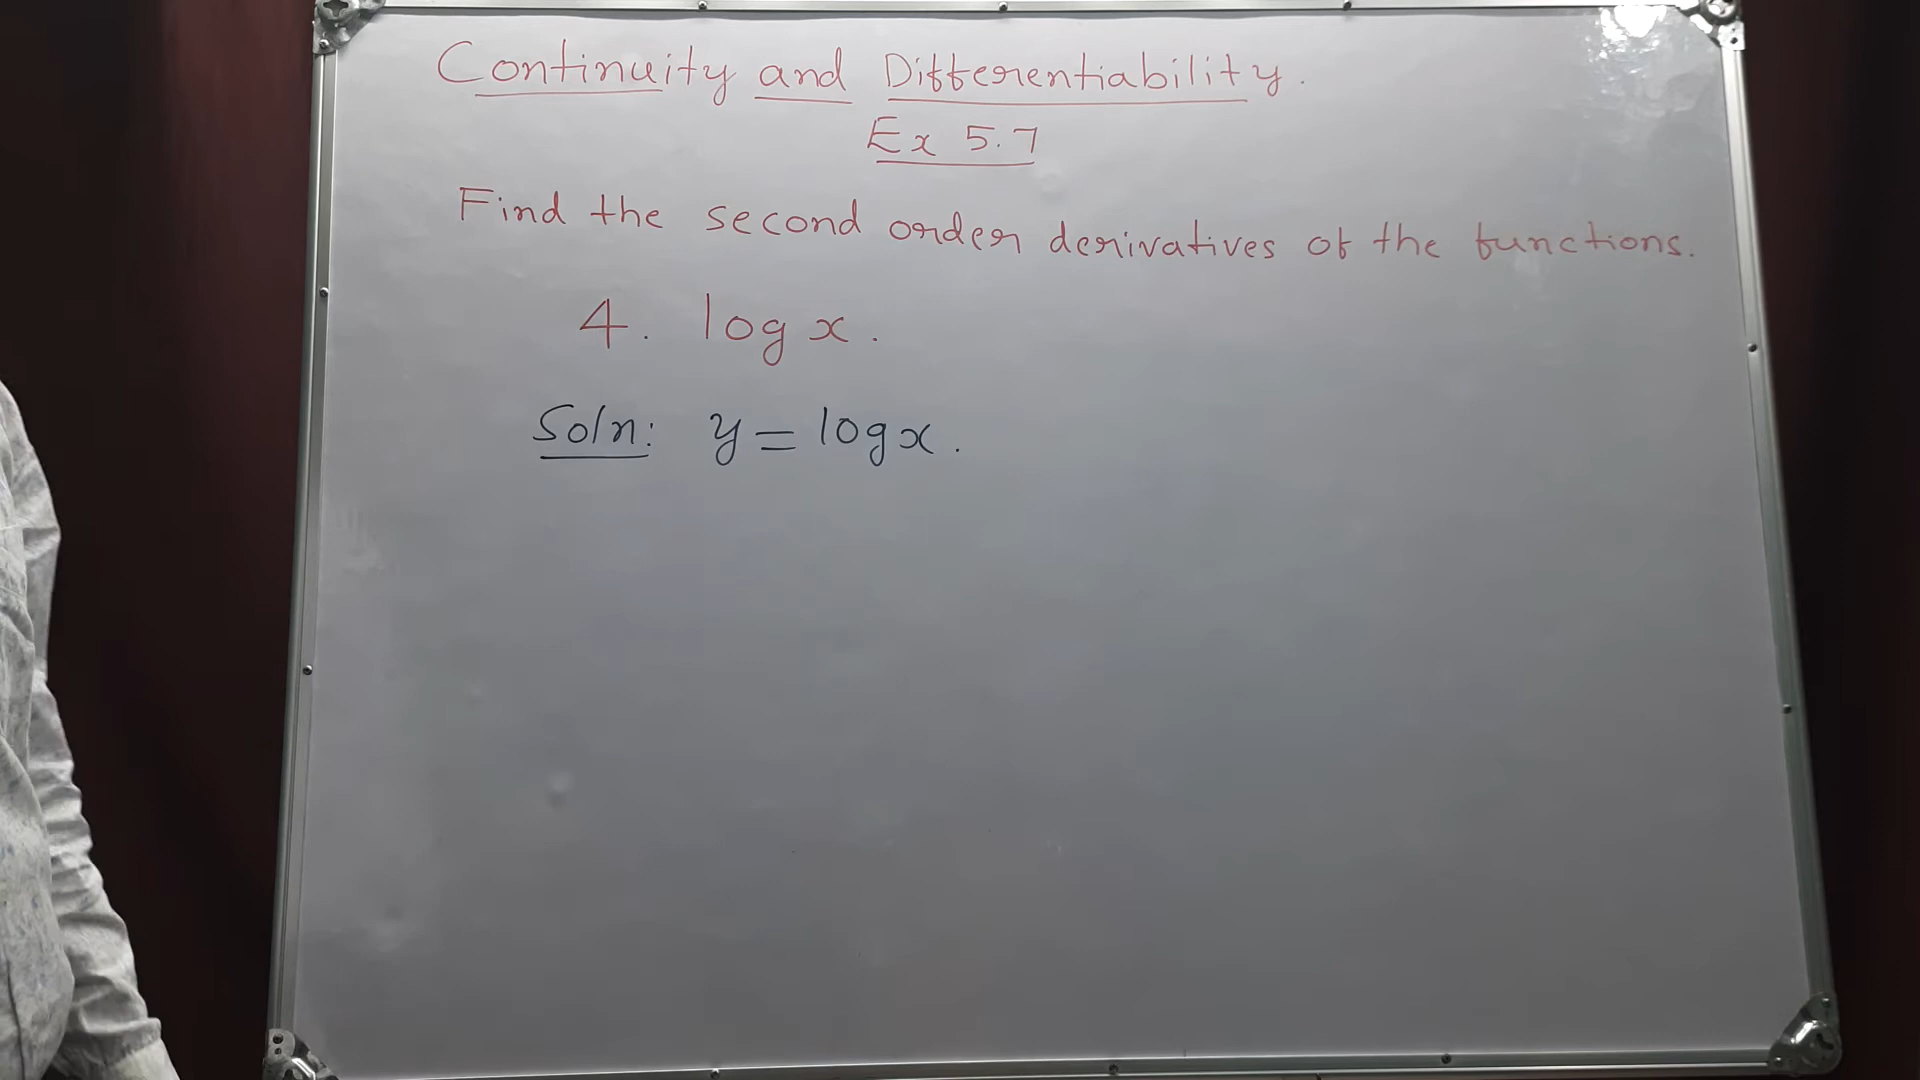 Continuity and Differentiability.
Ex 5.7
Find the second order derivatives of the functions.
4. log x.
Soln: y = log x.